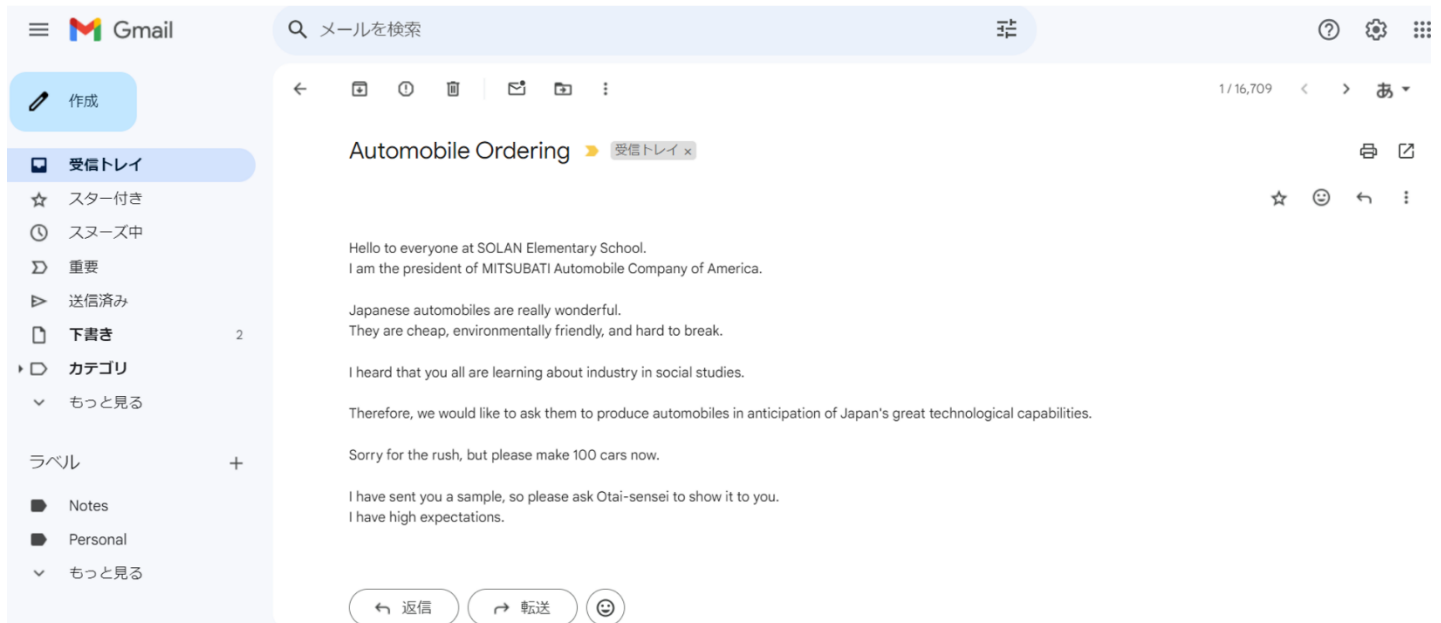 Gmail
メールを検索
作成
1 / 16,709
あ
Automobile Ordering
受信トレイ ×
受信トレイ
スター付き
スヌーズ中
重要
送信済み
下書き 2
カテゴリ
もっと見る
ラベル
Notes
Personal
もっと見る
Hello to everyone at SOLAN Elementary School.
I am the president of MITSUBATI Automobile Company of America.
Japanese automobiles are really wonderful.
They are cheap, environmentally friendly, and hard to break.
I heard that you all are learning about industry in social studies.
Therefore, we would like to ask them to produce automobiles in anticipation of Japan's great technological capabilities.
Sorry for the rush, but please make 100 cars now.
I have sent you a sample, so please ask Otai-sensei to show it to you.
I have high expectations.
返信
転送